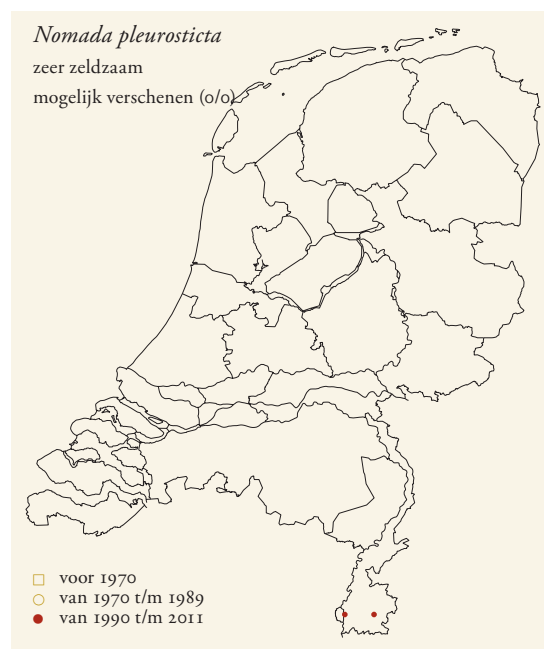 Nomada pleurosticta
zeer zeldzaam
mogelijk verschenen (0/0)
voor 1970
van 1970 t/m 1989
van 1990 t/m 2011